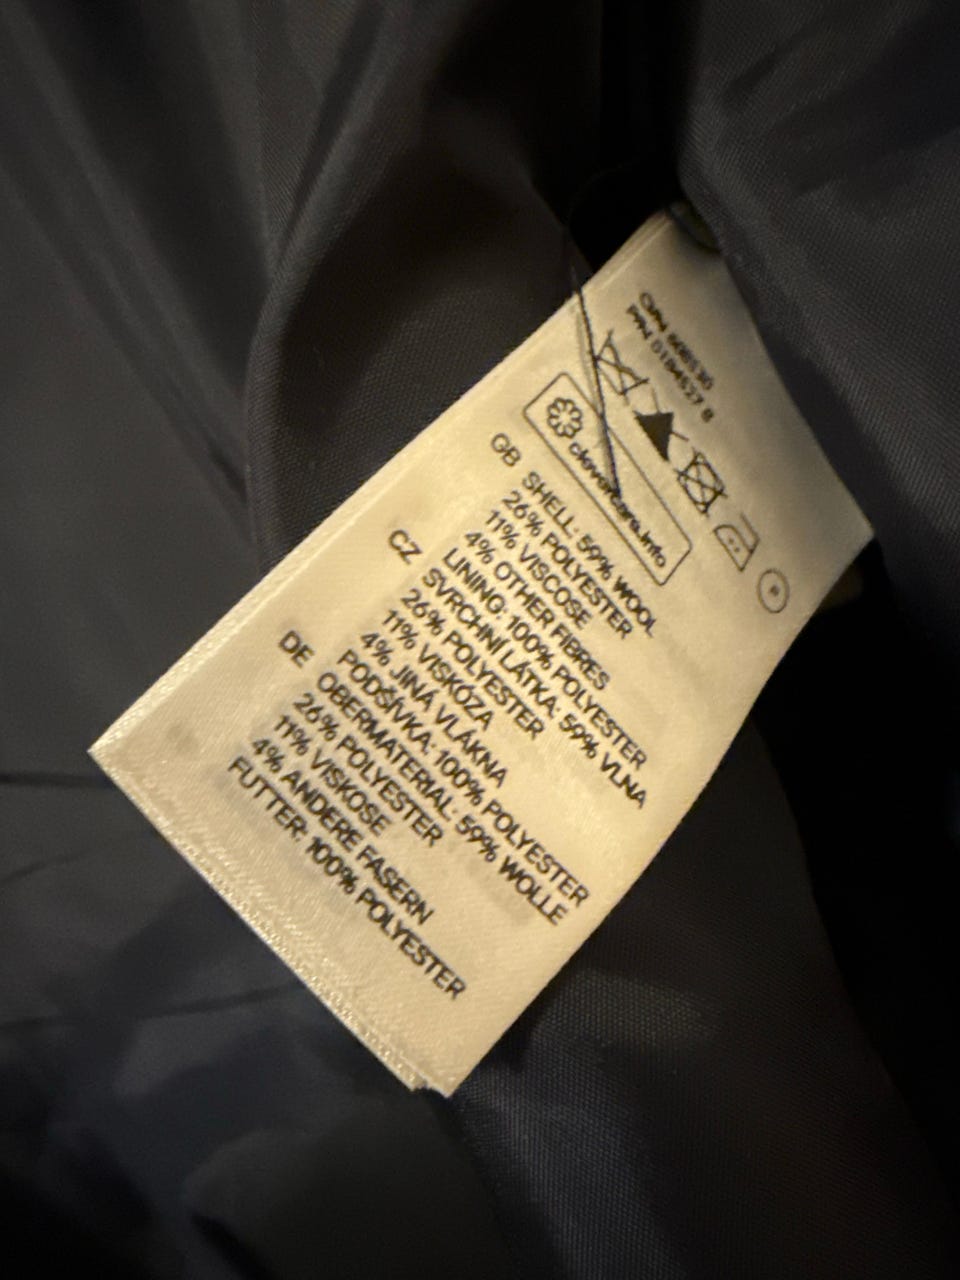 clevercare.info
GB SHELL: 59% WOOL
26% POLYESTER
11% VISCOSE
4% OTHER FIBRES
LINING: 100% POLYESTER
CZ SVRCHNÍ LÁTKA: 59% VLNA
26% POLYESTER
11% VISKÓZA
4% JINÁ VLÁKNA
PODŠÍVKA: 100% POLYESTER
DE OBERMATERIAL: 59% WOLLE
26% POLYESTER
11% VISKOSE
4% ANDERE FASERN
FUTTER: 100% POLYESTER